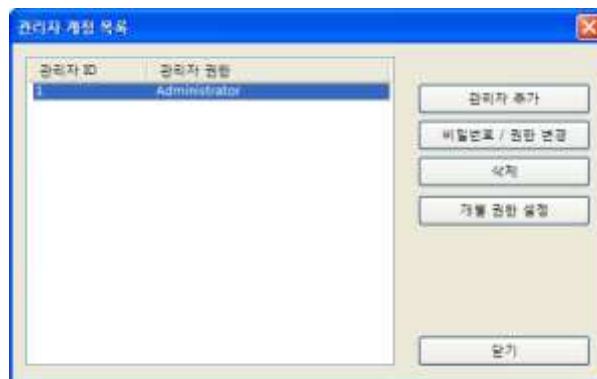 관리자 계정 목록
관리자 ID 관리자 권한
1 Administrator
관리자 추가
비밀번호 / 권한 변경
삭제
개별 권한 설정
닫기